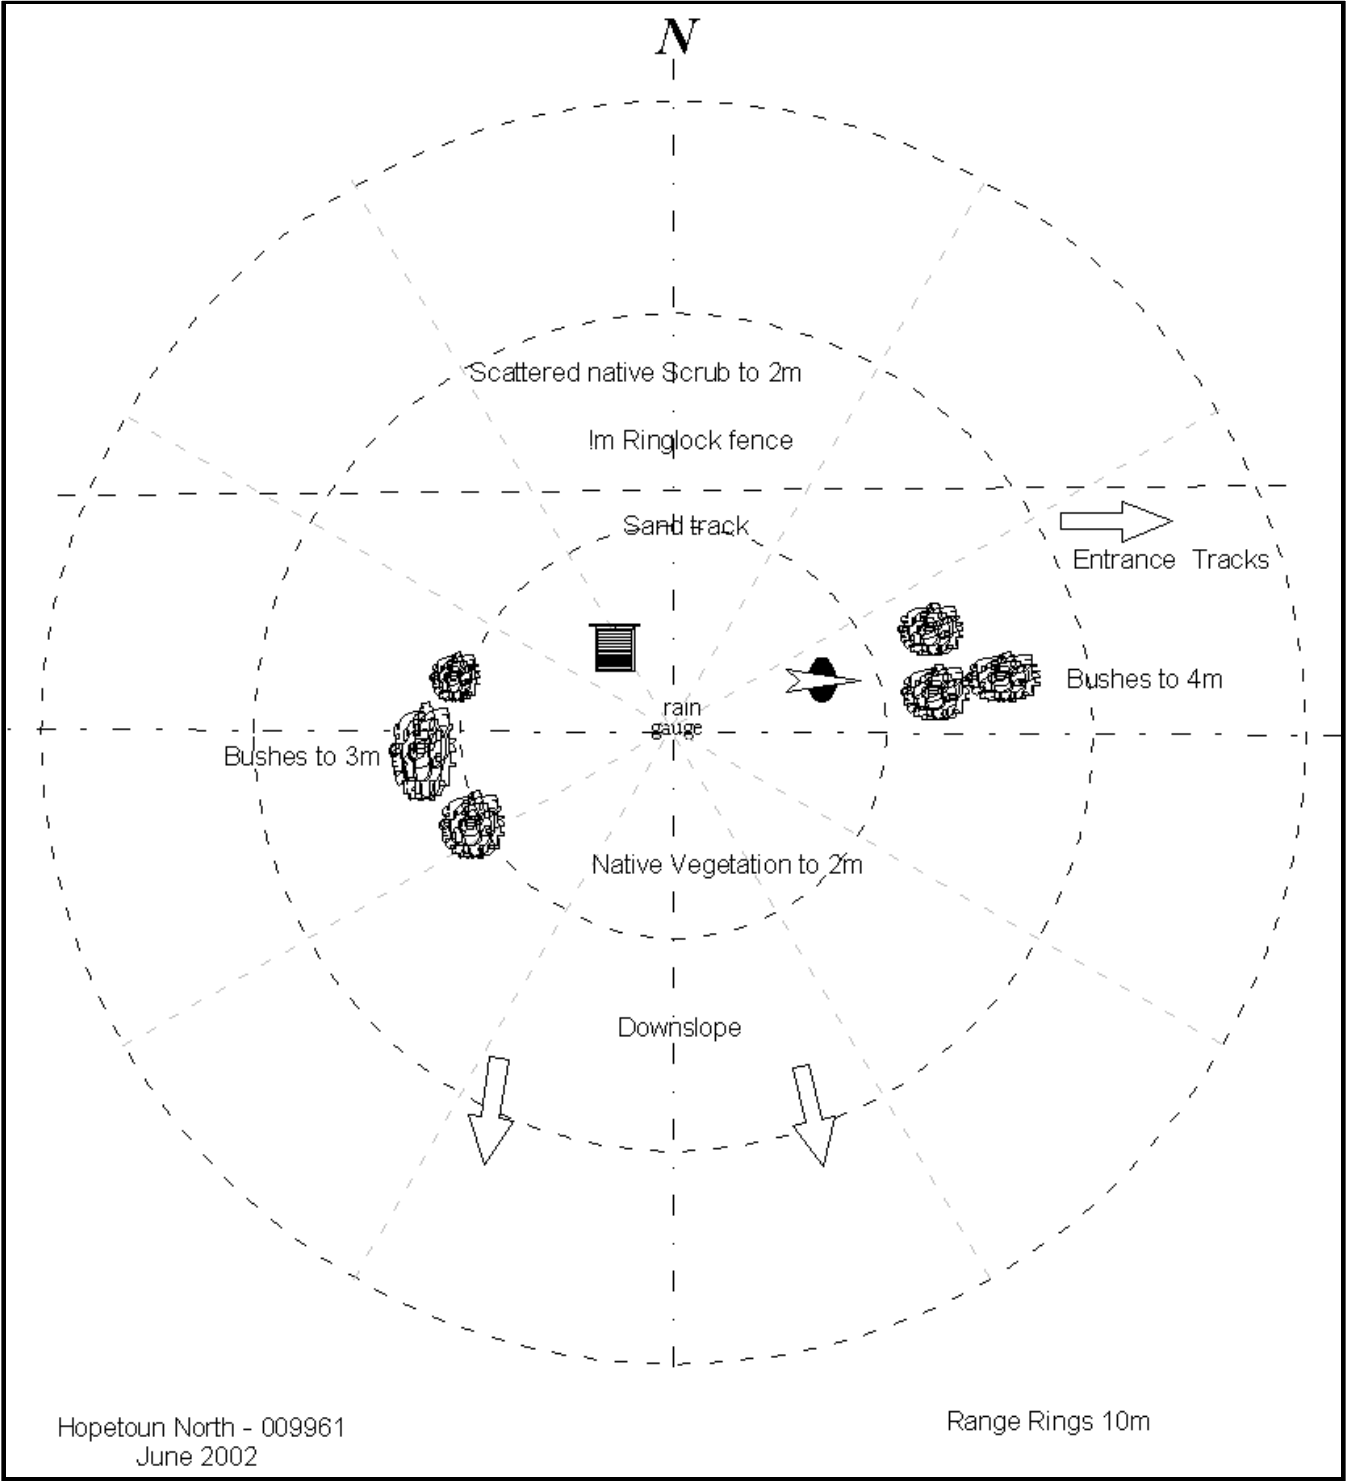 N
Scattered native Scrub to 2m
!m Ringlock fence
Sand track
Entrance Tracks
Bushes to 4m
rain
gauge
Bushes to 3m
Native Vegetation to 2m
Downslope
Range Rings 10m
Hopetoun North - 009961
June 2002